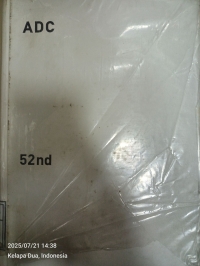 ADC
52nd
2025/07/21 14:38
Kelapa Dua, Indonesia